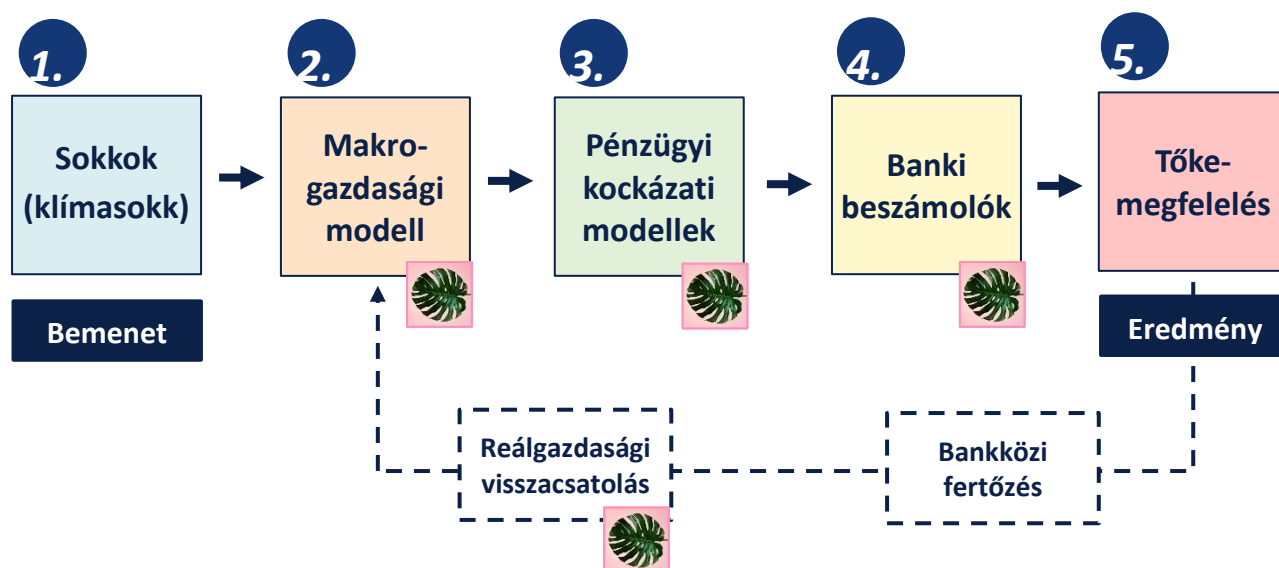 1.
Sokkok
(klímasokk)
Bemenet
2.
Makro-
gazdasági
modell
3.
Pénzügyi
kockázati
modellek
4.
Banki
beszámolók
5.
Tőke-
megfelelés
Eredmény
Reálgazdasági
visszacsatolás
Bankközi
fertőzés